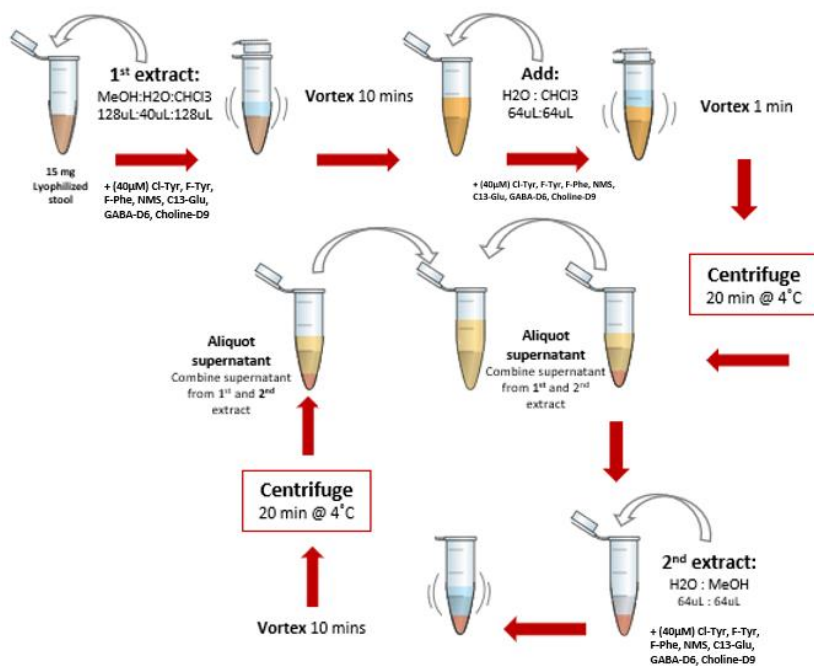 1st extract:
MeOH:H2O:CHCl3
128uL:40uL:128uL
15 mg
Lyophilized
stool
+ (40µM) Cl-Tyr, F-Tyr,
F-Phe, NMS, C13-Glu,
GABA-D6, Choline-D9
Vortex 10 mins
Add:
H2O : CHCl3
64uL:64uL
+ (40µM) Cl-Tyr, F-Tyr, F-Phe, NMS,
C13-Glu, GABA-D6, Choline-D9
Vortex 1 min
Centrifuge
20 min @ 4˚C
Aliquot
supernatant
Combine supernatant
from 1st and 2nd
extract
Aliquot
supernatant
Combine supernatant
from 1st and 2nd
extract
2nd extract:
H2O : MeOH
64uL : 64uL
+ (40µM) Cl-Tyr, F-Tyr,
F-Phe, NMS, C13-Glu,
GABA-D6, Choline-D9
Vortex 10 mins
Centrifuge
20 min @ 4˚C